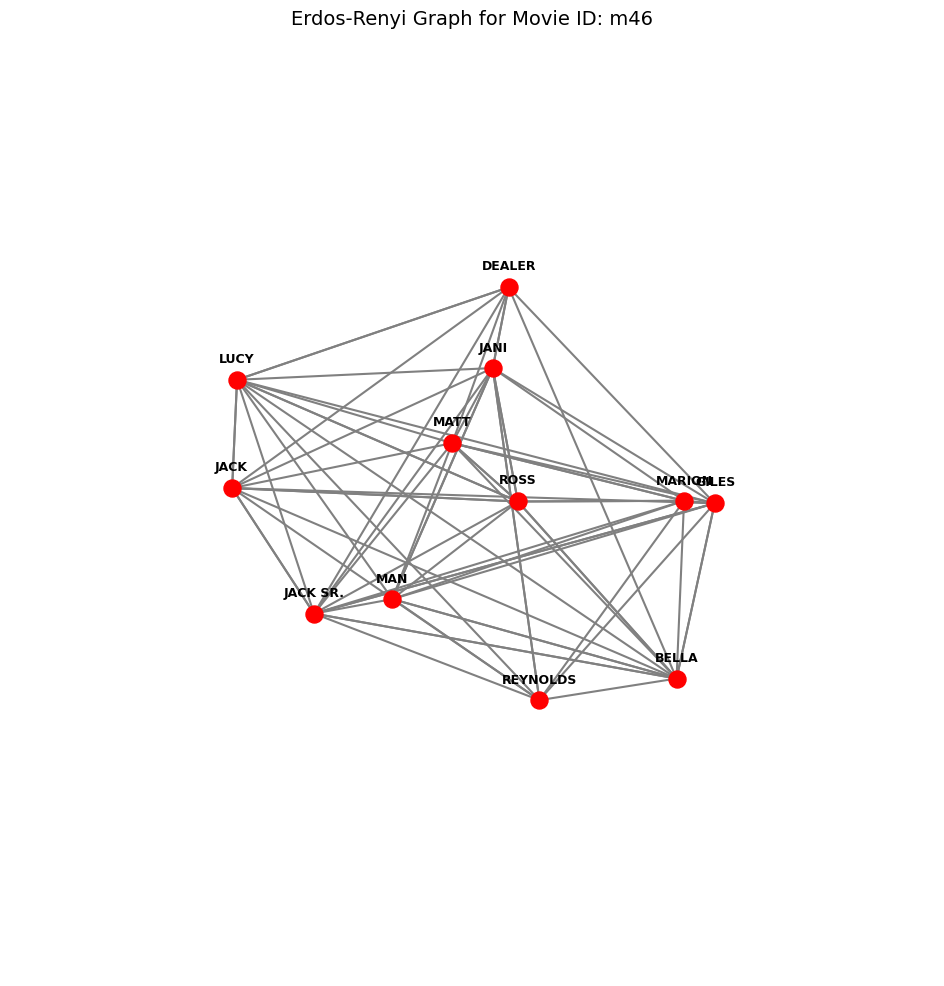 Erdos-Renyi Graph for Movie ID: m46
DEALER
JANI
LUCY
MATT
JACK
ROSS
MARION
GILES
MAN
JACK SR.
BELLA
REYNOLDS